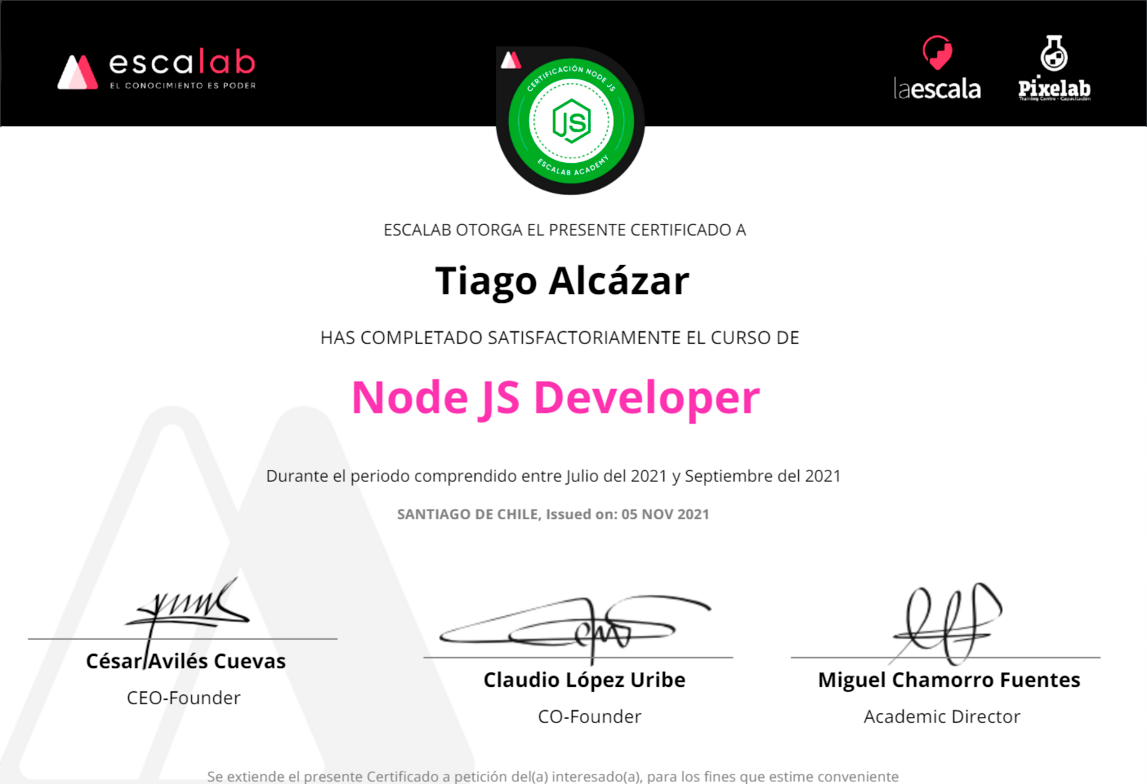 escalab
EL CONOCIMIENTO ES PODER
CERTIFICACIÓN NODE JS
JS
ESCALAB ACADEMY
laescala
Pixelab
Training Centre - Capacitación
ESCALAB OTORGA EL PRESENTE CERTIFICADO A
Tiago Alcázar
HAS COMPLETADO SATISFACTORIAMENTE EL CURSO DE
Node JS Developer
Durante el periodo comprendido entre Julio del 2021 y Septiembre del 2021
SANTIAGO DE CHILE, Issued on: 05 NOV 2021
César Avilés Cuevas
CEO-Founder
Claudio López Uribe
CO-Founder
Miguel Chamorro Fuentes
Academic Director
Se extiende el presente Certificado a petición del(a) interesado(a), para los fines que estime conveniente